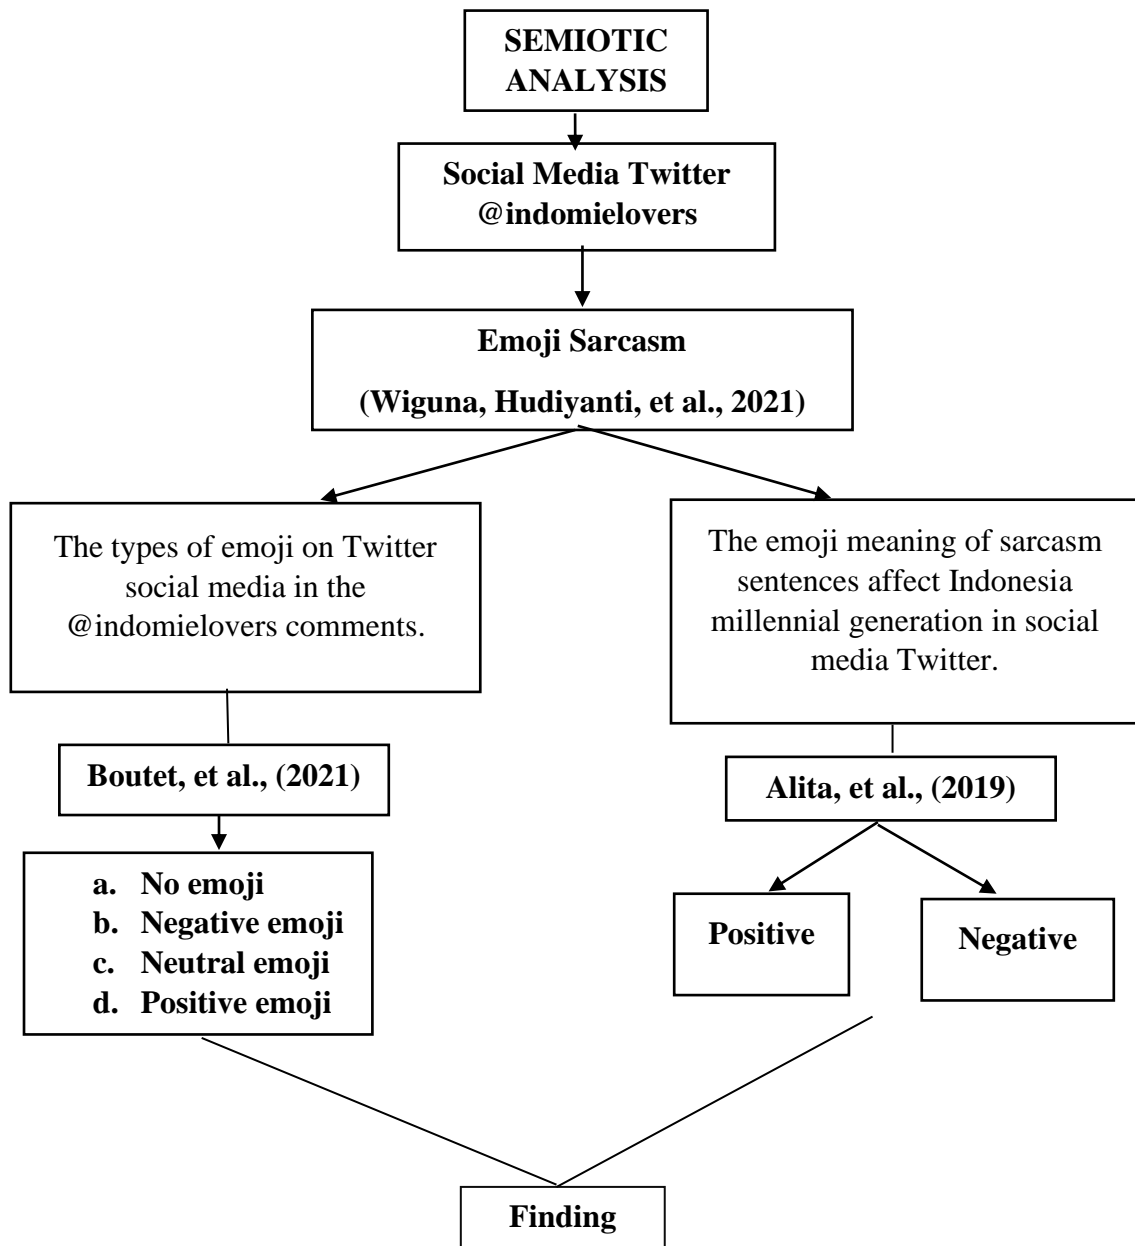 SEMIOTIC
ANALYSIS
Social Media Twitter
@indomielovers
Emoji Sarcasm
(Wiguna, Hudiyanti, et al., 2021)
The types of emoji on Twitter
social media in the
@indomielovers comments.
The emoji meaning of sarcasm
sentences affect Indonesia
millennial generation in social
media Twitter.
Boutet, et al., (2021)
Alita, et al., (2019)
a. No emoji
b. Negative emoji
c. Neutral emoji
d. Positive emoji
Positive
Negative
Finding